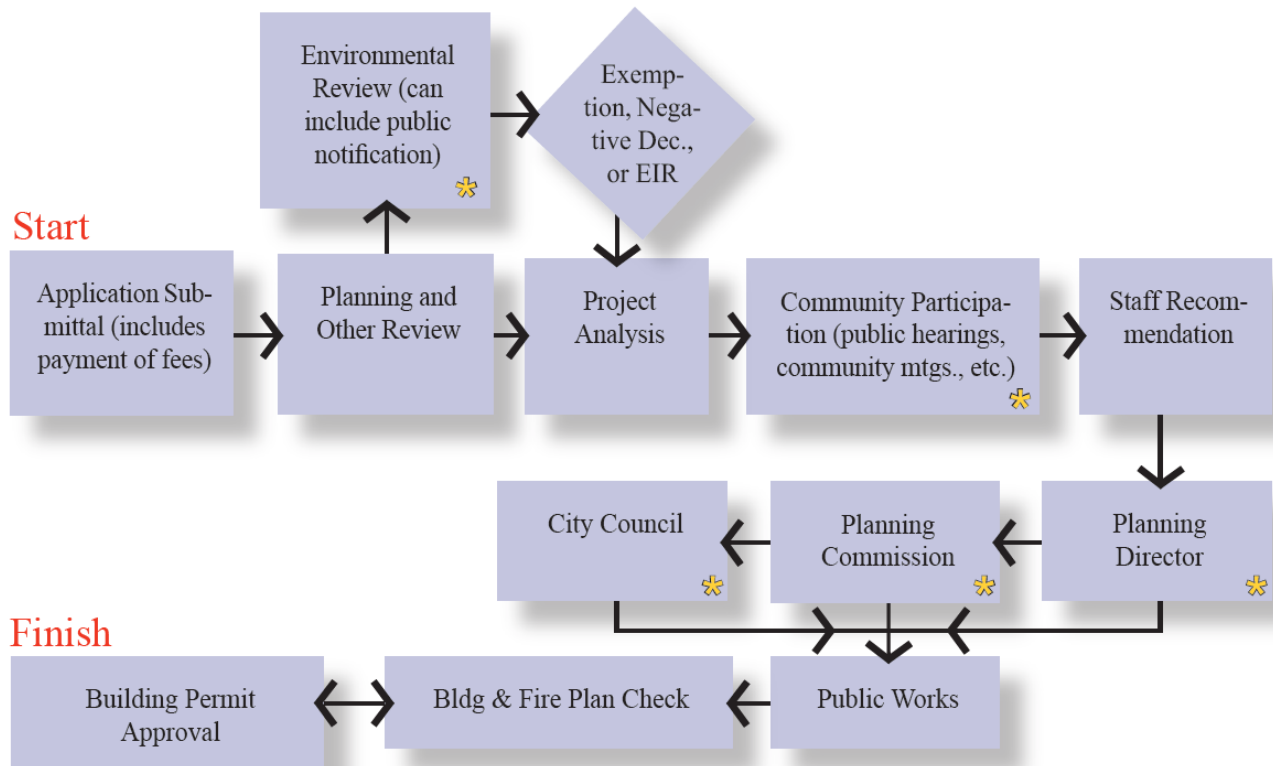 Environmental
Review (can
include public
notification)
*
Exemp-
tion, Nega-
tive Dec.,
or EIR
Start
Application Sub-
mittal (includes
payment of fees)
Planning and
Other Review
Project
Analysis
Community Participa-
tion (public hearings,
community mtgs., etc.)
*
Staff Recom-
mendation
City Council
*
Planning
Commission
*
Planning
Director
*
Finish
Building Permit
Approval
Bldg & Fire Plan Check
Public Works